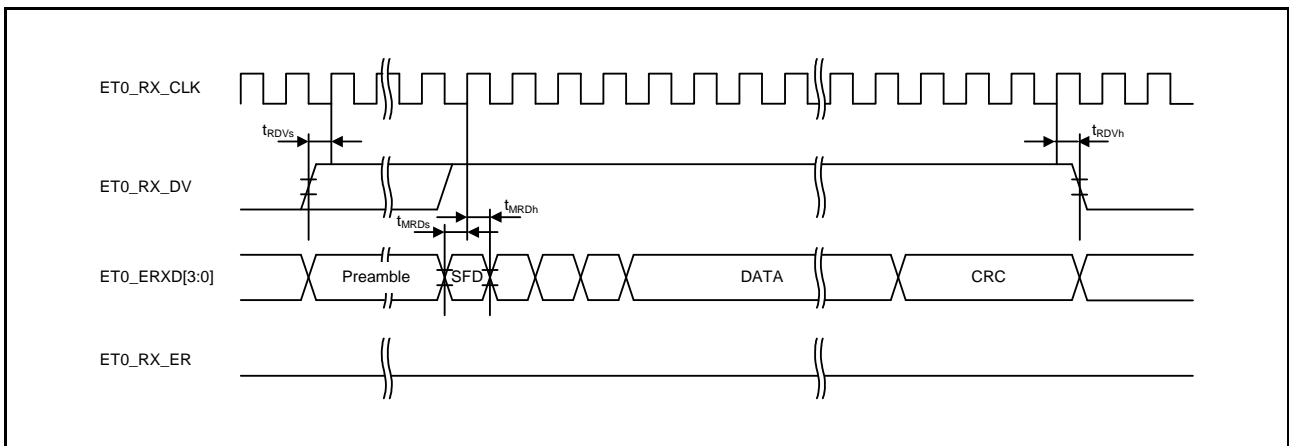 ET0_RX_CLK
tRDVs
tRDVh
ET0_RX_DV
tMRDh
tMRDs
ET0_ERXD[3:0]
Preamble
SFD
DATA
CRC
ET0_RX_ER